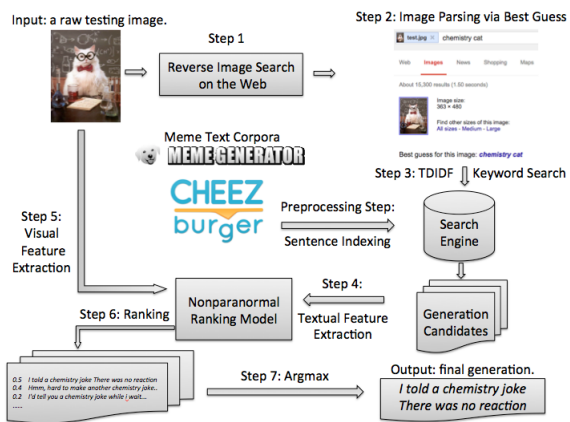 Input: a raw testing image.
Step 1
Reverse Image Search
on the Web
Step 2: Image Parsing via Best Guess
test.jpg × chemistry cat
Web Images News Shopping Maps
About 15,300 results (1.50 seconds)
Image size:
363 × 480
Find other sizes of this image:
All sizes - Medium - Large
Best guess for this image: chemistry cat
Meme Text Corpora
MEME GENERATOR
CHEEZ
burger
Step 3: TDIDF Keyword Search
Preprocessing Step:
Sentence Indexing
Search
Engine
Step 5:
Visual
Feature
Extraction
Step 4:
Textual Feature
Extraction
Nonparanormal
Ranking Model
Generation
Candidates
Step 6: Ranking
0.5 I told a chemistry joke There was no reaction
0.4 Hmm, hard to make another chemistry joke..
0.2 I'd tell you a chemistry joke while i wait...
.....
Step 7: Argmax
Output: final generation.
I told a chemistry joke
There was no reaction